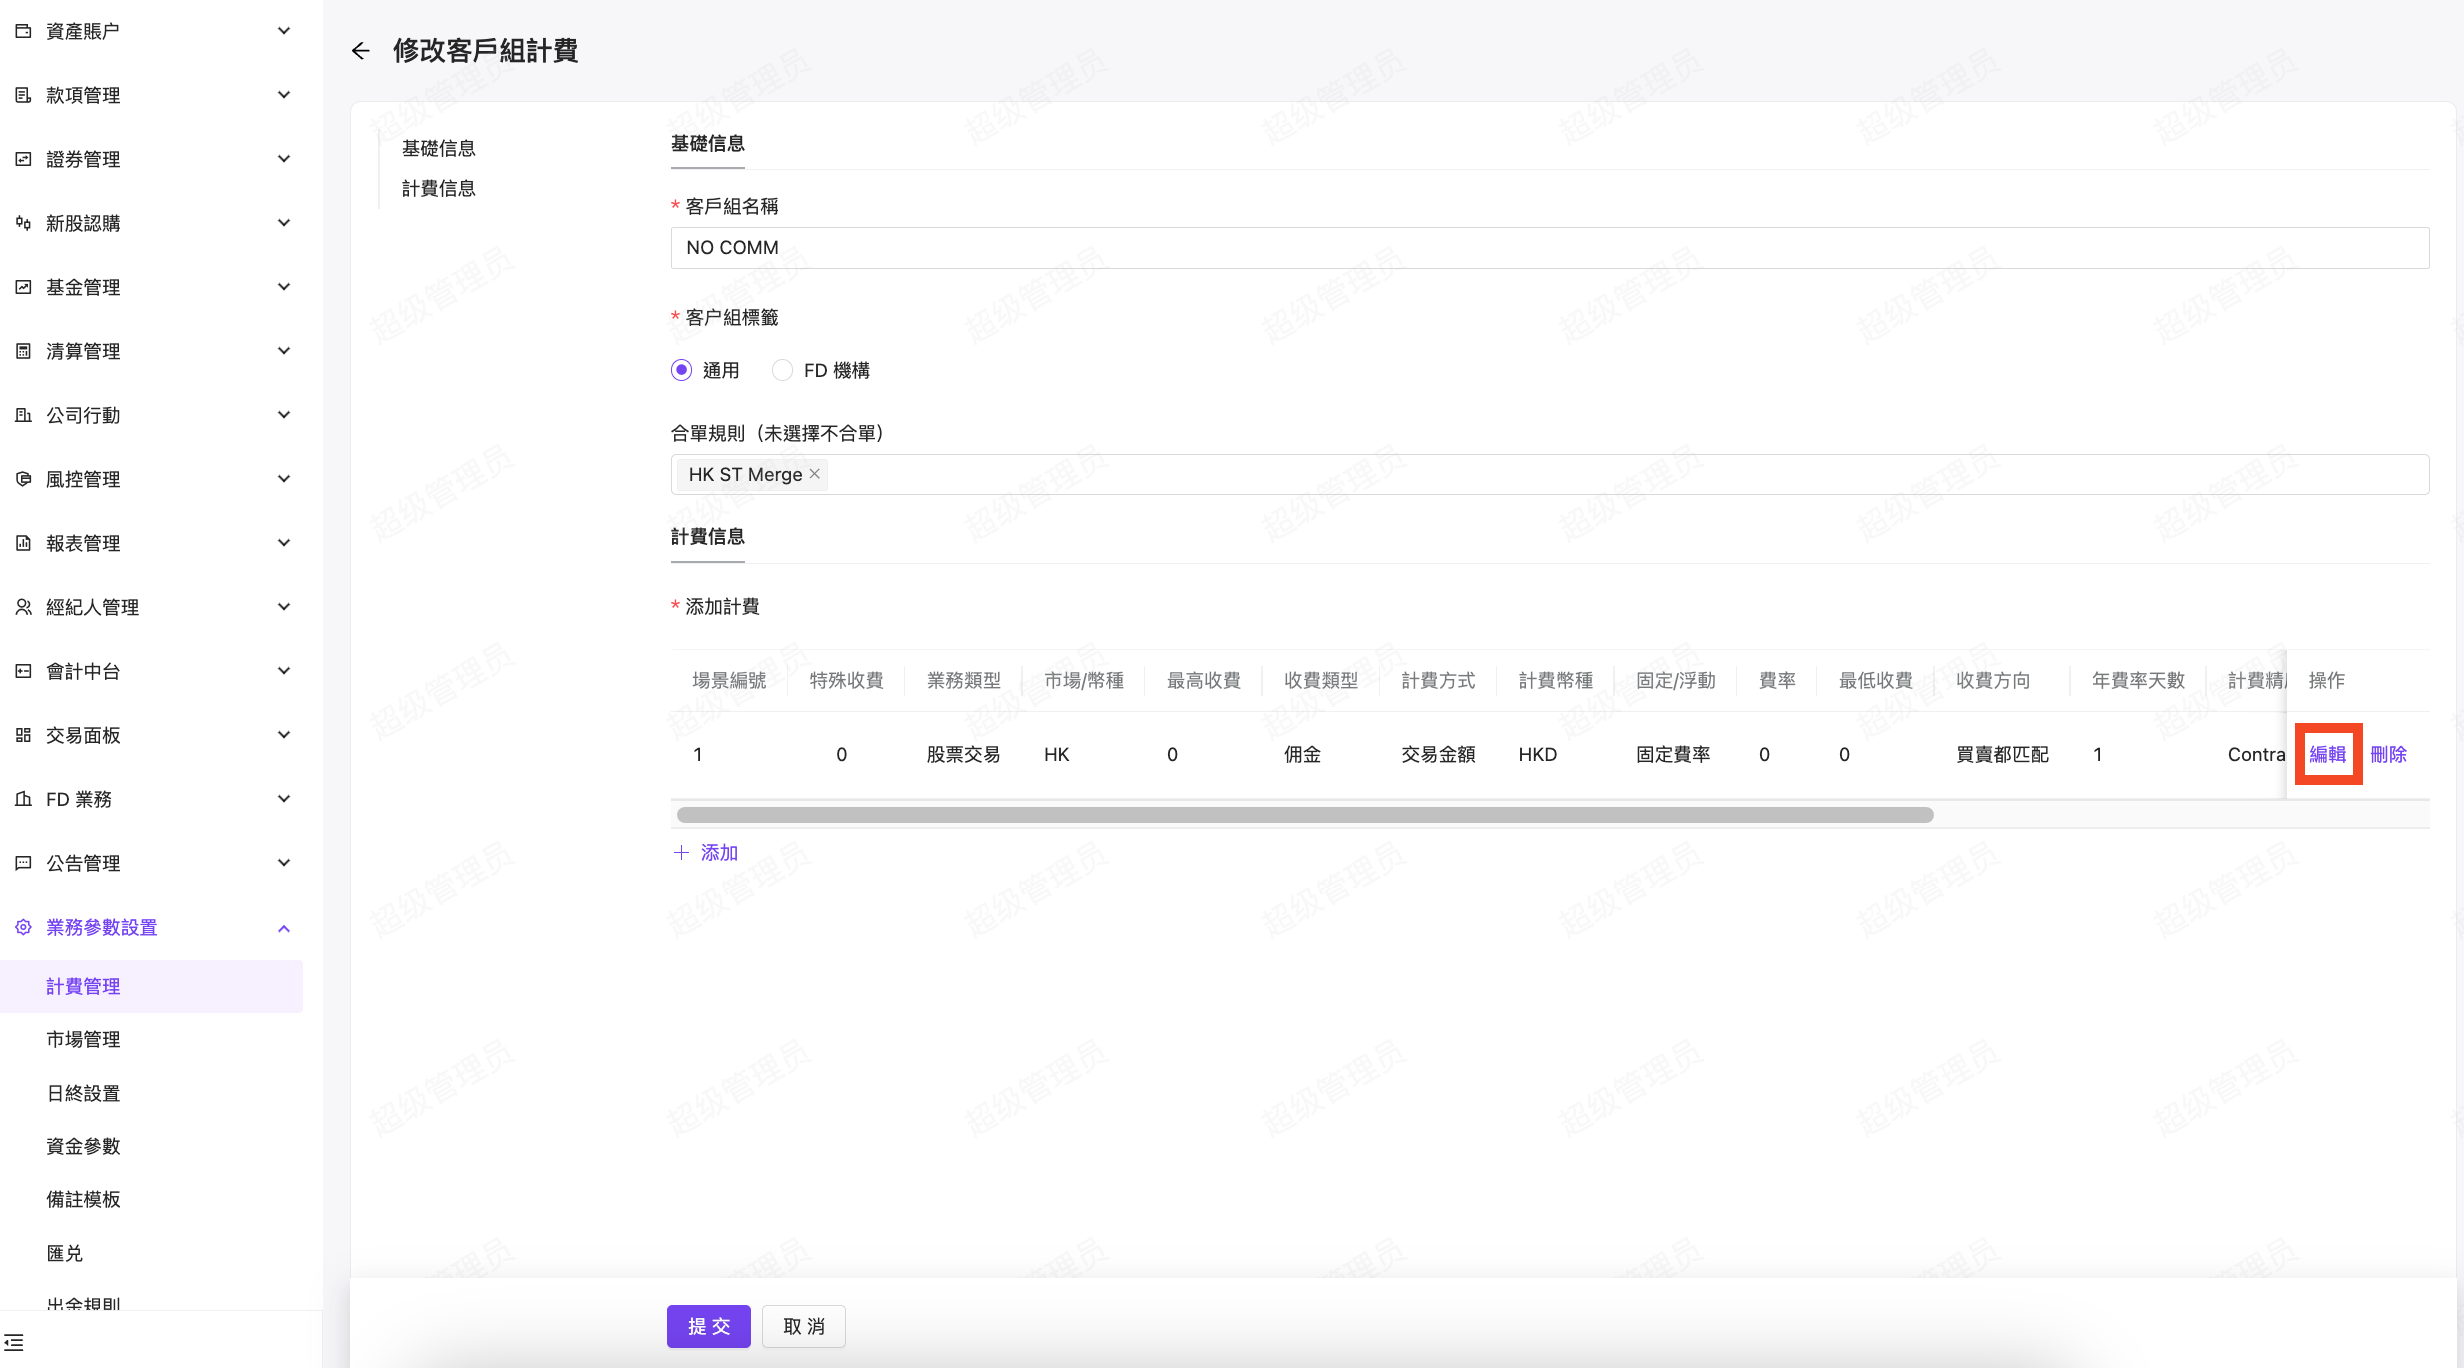 資產賬户
款項管理
證券管理
新股認購
基金管理
清算管理
公司行動
風控管理
報表管理
經紀人管理
會計中台
交易面板
FD 業務
公告管理
業務參數設置
計費管理
市場管理
日終設置
資金參數
備註模板
匯兑
出金規則
修改客戶組計費
基礎信息
計費信息
基礎信息
* 客戶組名稱
NO COMM
* 客户組標籤
通用 FD 機構
合單規則（未選擇不合單）
HK ST Merge
計費信息
* 添加計費
場景編號 特殊收費 業務類型 市場/幣種 最高收費 收費類型 計費方式 計費幣種 固定/浮動 費率 最低收費 收費方向 年費率天數 計費精 操作
1 0 股票交易 HK 0 佣金 交易金額 HKD 固定費率 0 0 買賣都匹配 1 Contra 編輯 刪除
添加
提交 取消
超级管理员